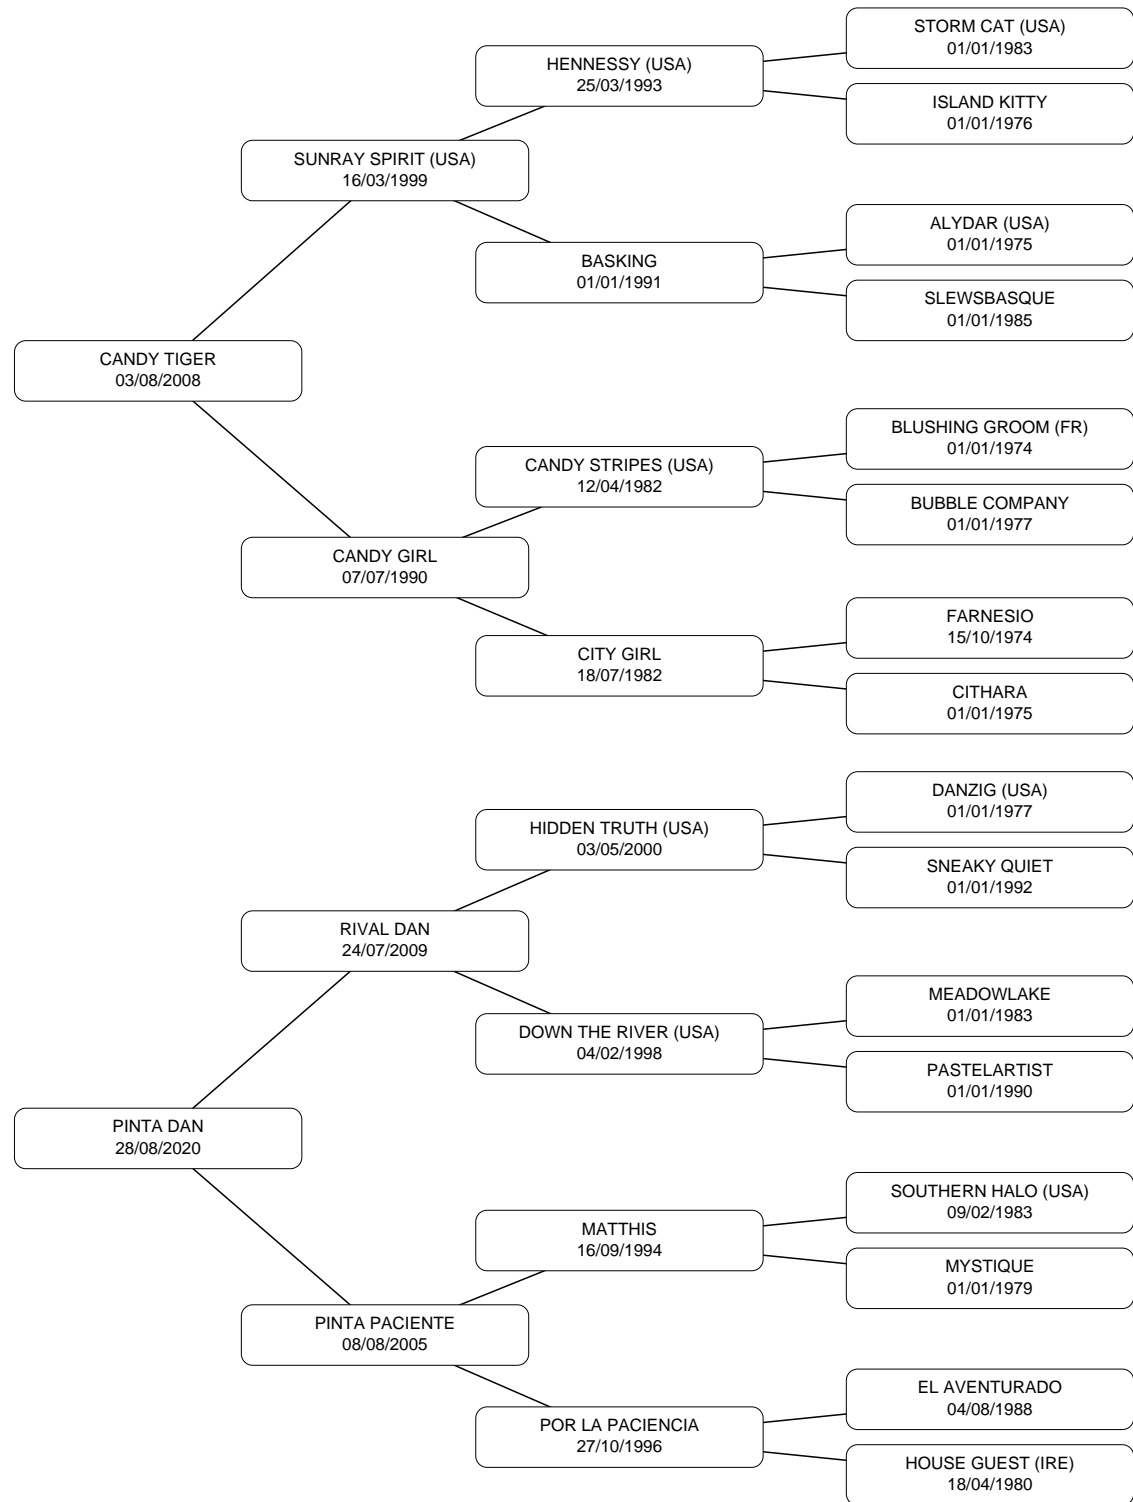 STORM CAT (USA)
01/01/1983
HENNESSY (USA)
25/03/1993
ISLAND KITTY
01/01/1976
SUNRAY SPIRIT (USA)
16/03/1999
ALYDAR (USA)
01/01/1975
BASKING
01/01/1991
SLEWSBASQUE
01/01/1985
CANDY TIGER
03/08/2008
BLUSHING GROOM (FR)
01/01/1974
CANDY STRIPES (USA)
12/04/1982
BUBBLE COMPANY
01/01/1977
CANDY GIRL
07/07/1990
FARNESIO
15/10/1974
CITY GIRL
18/07/1982
CITHARA
01/01/1975
DANZIG (USA)
01/01/1977
HIDDEN TRUTH (USA)
03/05/2000
SNEAKY QUIET
01/01/1992
RIVAL DAN
24/07/2009
MEADOWLAKE
01/01/1983
DOWN THE RIVER (USA)
04/02/1998
PASTELARTIST
01/01/1990
PINTA DAN
28/08/2020
SOUTHERN HALO (USA)
09/02/1983
MATTHIS
16/09/1994
MYSTIQUE
01/01/1979
PINTA PACIENTE
08/08/2005
EL AVENTURADO
04/08/1988
POR LA PACIENCIA
27/10/1996
HOUSE GUEST (IRE)
18/04/1980